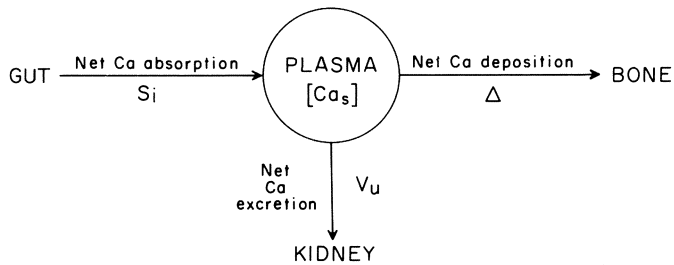 GUT
Net Ca absorption
Si
PLASMA
[Cas]
Net Ca deposition
Δ
BONE
Net
Ca
excretion
Vu
KIDNEY